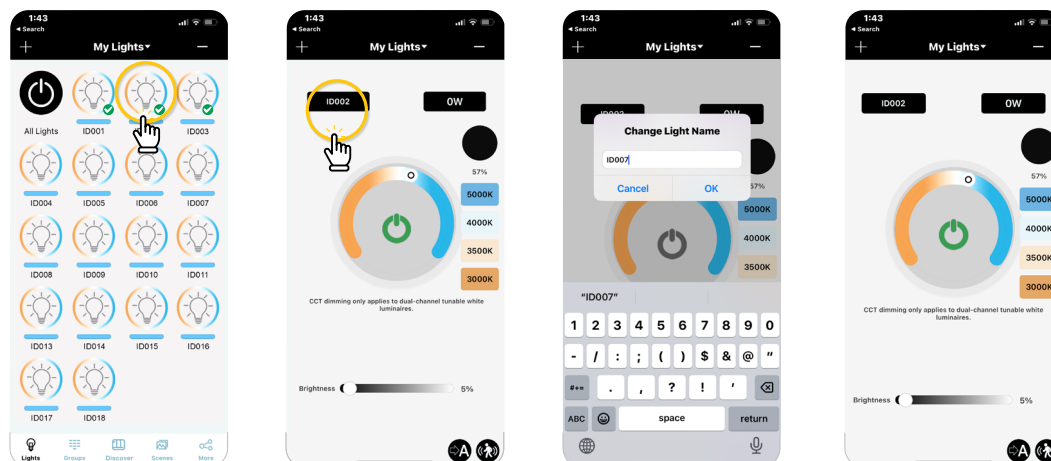 1:43
◄ Search
My Lights▾
All Lights
ID001
ID003
ID004
ID005
ID006
ID007
ID008
ID009
ID010
ID011
ID013
ID014
ID015
ID016
ID017
ID018
Lights
Groups
Discover
Scenes
More
1:43
◄ Search
My Lights▾
ID002
0W
57%
5000K
4000K
3500K
3000K
CCT dimming only applies to dual-channel tunable white
luminaires.
Brightness
5%
A
1:43
◄ Search
My Lights▾
Change Light Name
ID007
Cancel
OK
57%
5000K
4000K
3500K
"ID007"
1 2 3 4 5 6 7 8 9 0
- / : ; ( ) $ & @ "
#+= . , ? ! '
ABC space return
1:43
◄ Search
My Lights▾
ID002
0W
57%
5000K
4000K
3500K
3000K
CCT dimming only applies to dual-channel tunable white
luminaires.
Brightness
5%
A